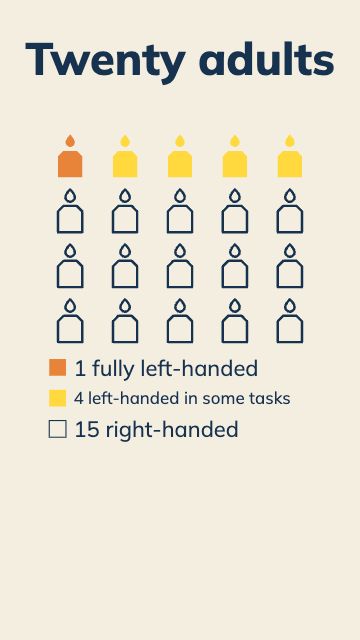 Twenty adults
1 fully left-handed
4 left-handed in some tasks
15 right-handed